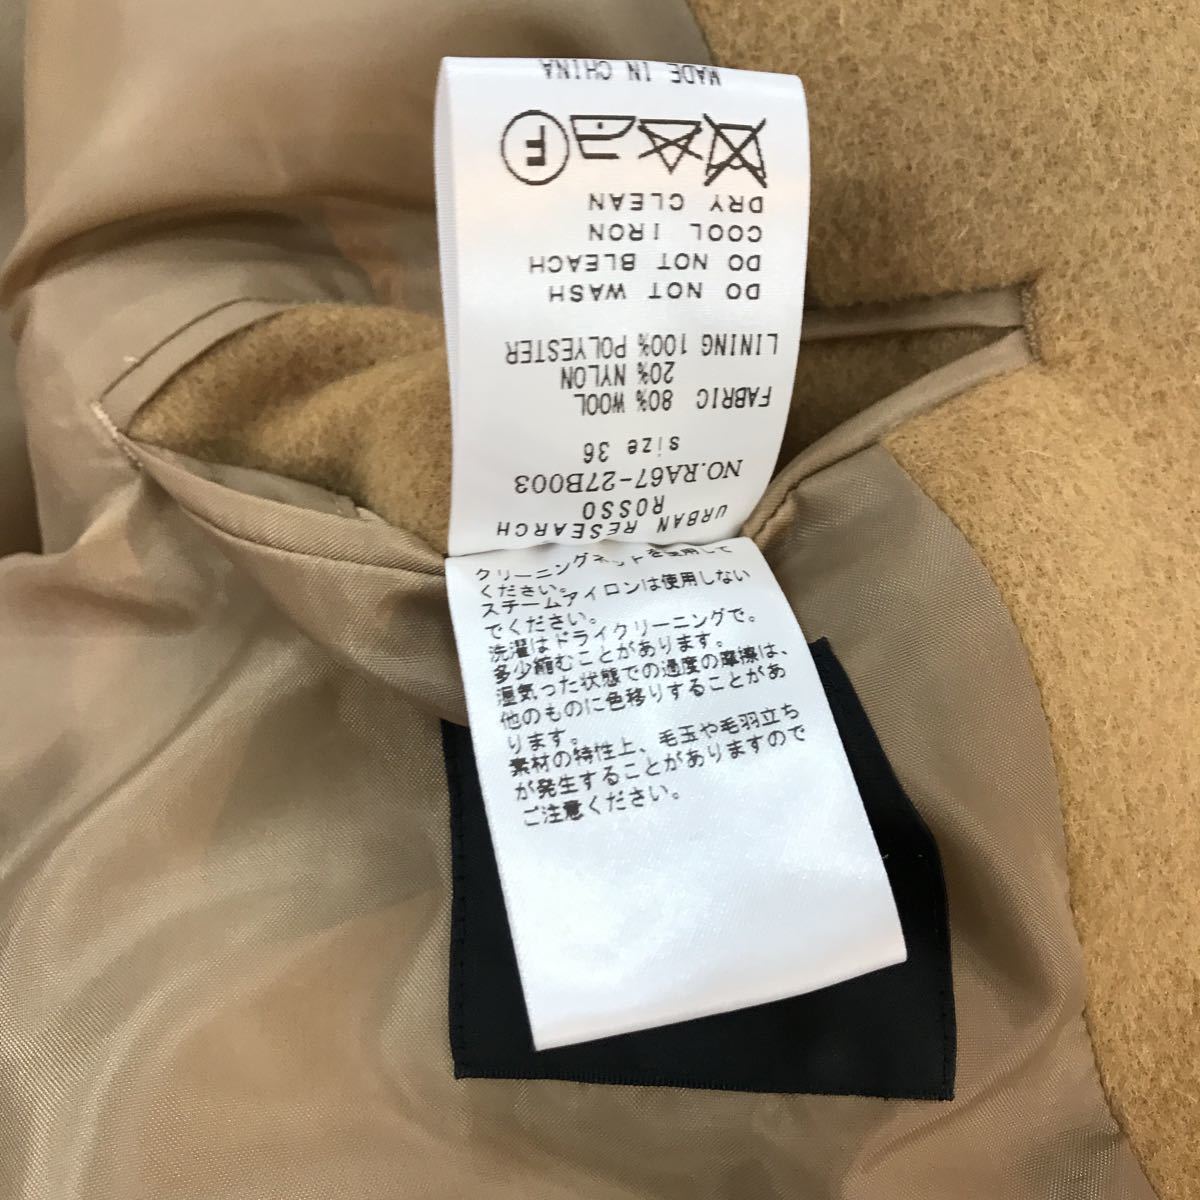 URBAN RESEARCH
ROSSO
NO.RA67-27B003
size 36
FABRIC 80% WOOL
20% NYLON
LINING 100% POLYESTER
DO NOT WASH
DO NOT BLEACH
COOL IRON
DRY CLEAN
F
MADE IN CHINA
クリーニングネットを使用して
ください。
スチームアイロンは使用しない
でください。
洗濯はドライクリーニングで。
多少縮むことがあります。
湿気った状態での過度の摩擦は、
他のものに色移りすることがあ
ります。
素材の特性上、毛玉や毛羽立ち
が発生することがありますので
ご注意ください。